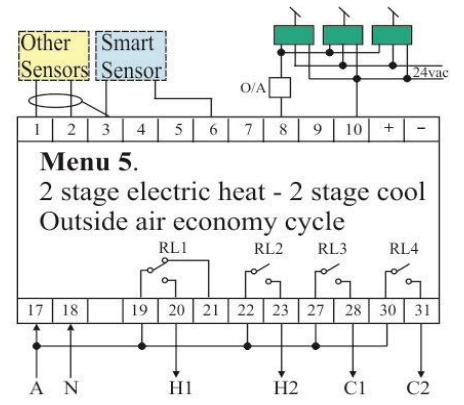 Other Sensors
Smart Sensor
O/A
24vac
1 2 3 4 5 6 7 8 9 10 + −
Menu 5.
2 stage electric heat - 2 stage cool
Outside air economy cycle
RL1 RL2 RL3 RL4
17 18 19 20 21 22 23 27 28 30 31
A N H1 H2 C1 C2